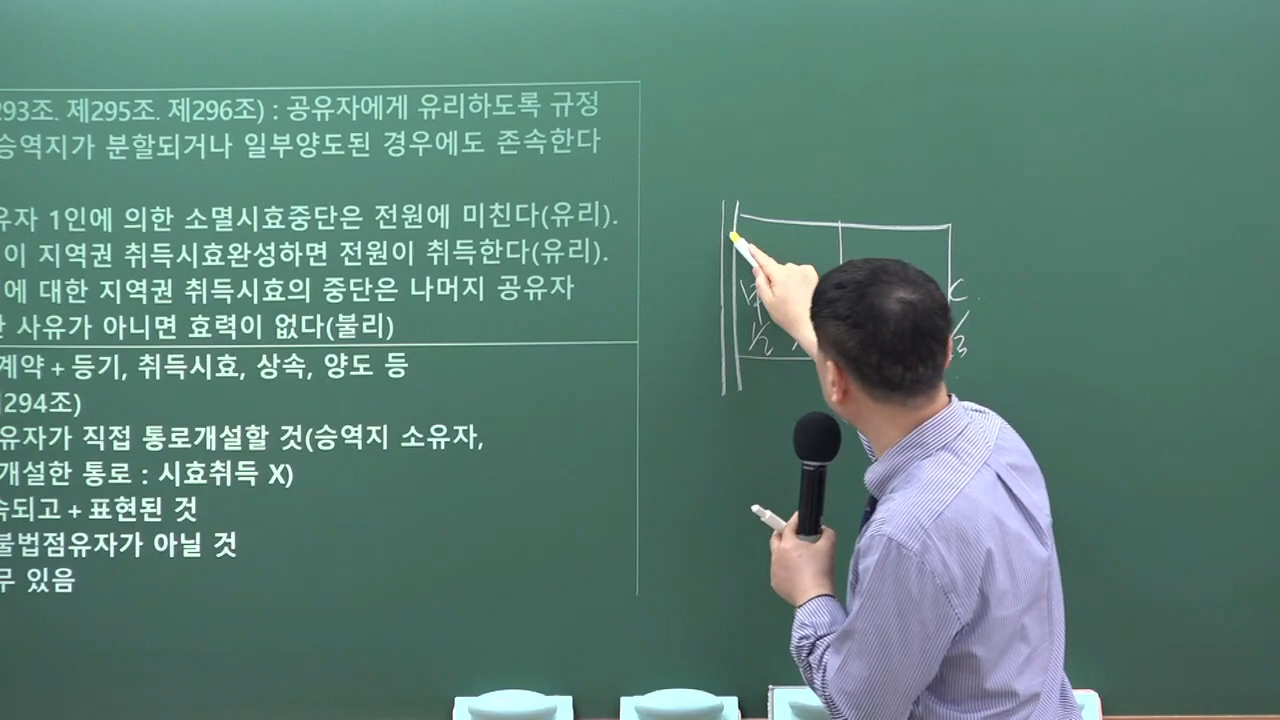 293조. 제295조. 제296조) : 공유자에게 유리하도록 규정
승역지가 분할되거나 일부양도된 경우에도 존속한다
유자 1인에 의한 소멸시효중단은 전원에 미친다(유리).
이 지역권 취득시효완성하면 전원이 취득한다(유리).
에 대한 지역권 취득시효의 중단은 나머지 공유자
사유가 아니면 효력이 없다(불리)
계약 + 등기, 취득시효, 상속, 양도 등
294조)
유자가 직접 통로개설할 것(승역지 소유자,
개설한 통로 : 시효취득 X)
속되고 + 표현된 것
불법점유자가 아닐 것
무 있음
C